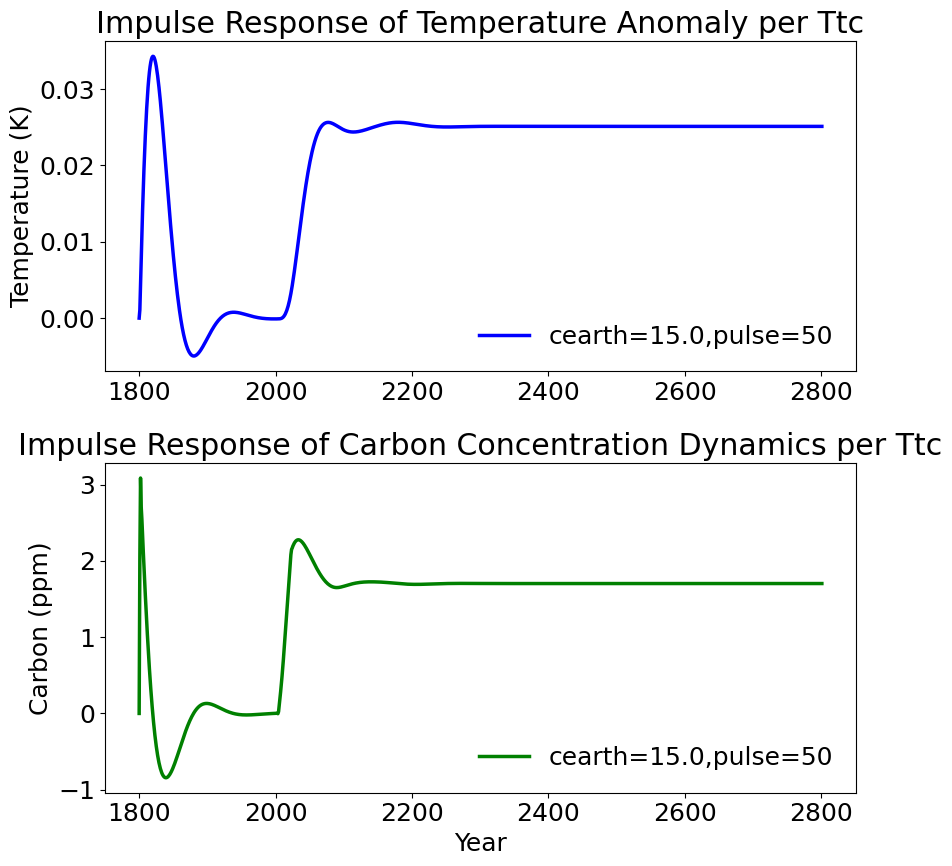 Impulse Response of Temperature Anomaly per Ttc
0.03
0.02
0.01
0.00
Temperature (K)
cearth=15.0,pulse=50
1800 2000 2200 2400 2600 2800
Impulse Response of Carbon Concentration Dynamics per Ttc
3
2
1
0
−1
Carbon (ppm)
cearth=15.0,pulse=50
1800 2000 2200 2400 2600 2800
Year